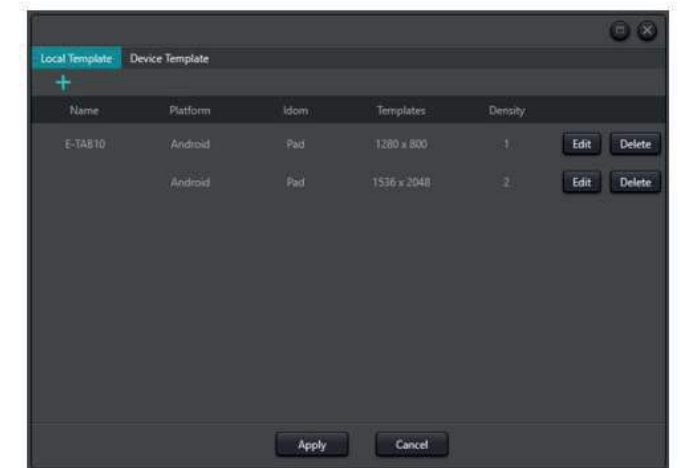 Local Template Device Template
+
Name Platform Idom Templates Density
E-TAB10 Android Pad 1280 x 800 1 Edit Delete
Android Pad 1536 x 2048 2 Edit Delete
Apply Cancel